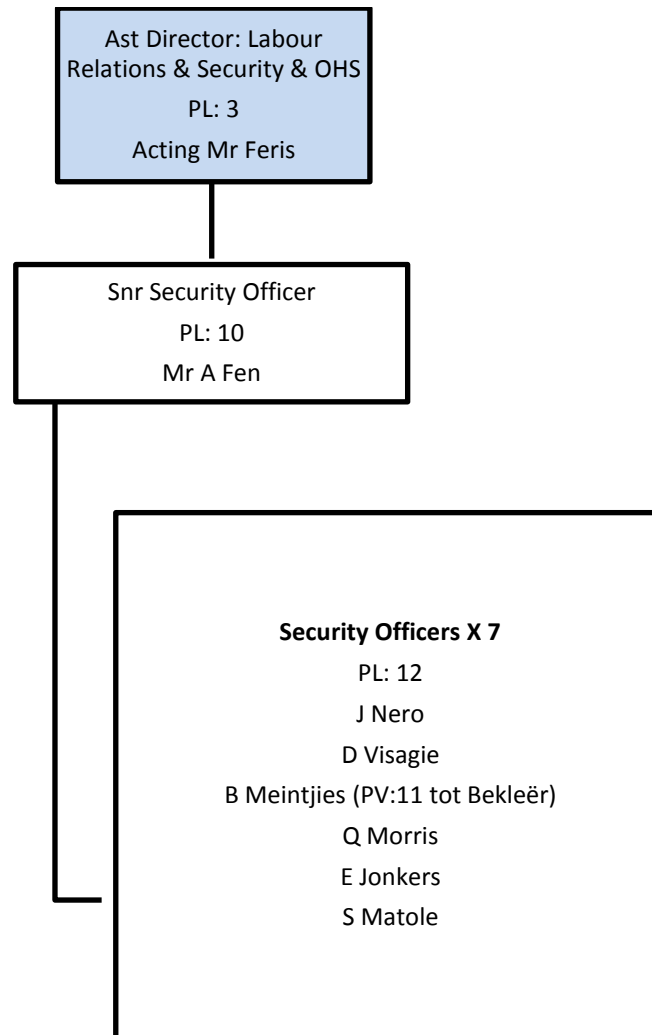 Ast Director: Labour
Relations & Security & OHS
PL: 3
Acting Mr Feris
Snr Security Officer
PL: 10
Mr A Fen
Security Officers X 7
PL: 12
J Nero
D Visagie
B Meintjies (PV:11 tot Bekleër)
Q Morris
E Jonkers
S Matole